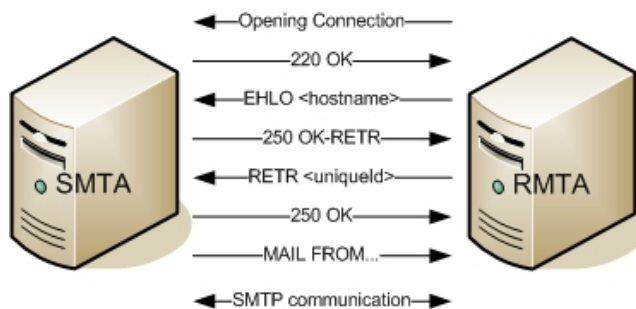 Opening Connection
220 OK
EHLO <hostname>
250 OK-RETR
SMTA
RETR <uniqueId>
RMTA
250 OK
MAIL FROM...
SMTP communication